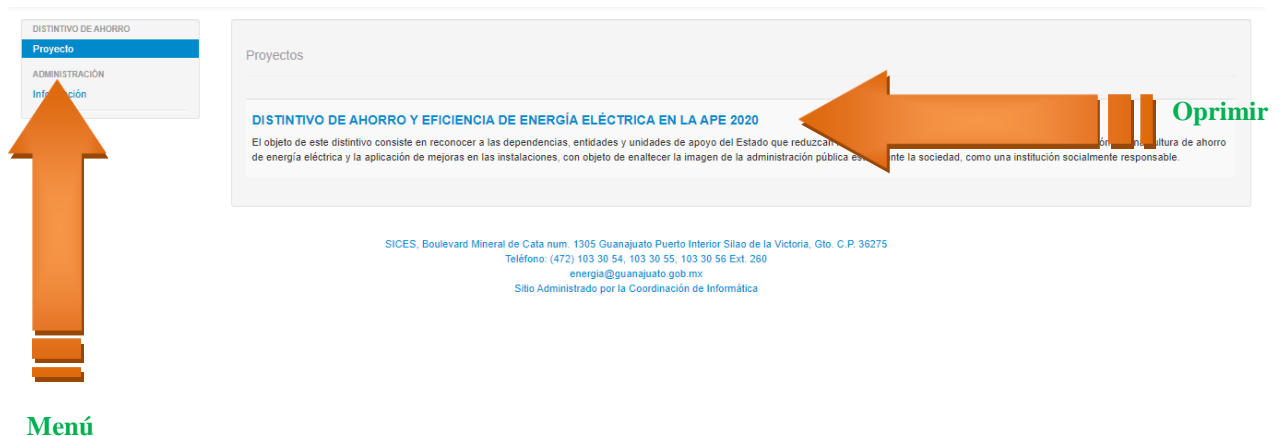 DISTINTIVO DE AHORRO
Proyecto
ADMINISTRACIÓN
Proyectos
DISTINTIVO DE AHORRO Y EFICIENCIA DE ENERGÍA ELÉCTRICA EN LA APE 2020
El objeto de este distintivo consiste en reconocer a las dependencias, entidades y unidades de apoyo del Estado que reduzcan ultura de ahorro
de energía eléctrica y la aplicación de mejoras en las instalaciones, con objeto de enaltecer la imagen de la administración pública la sociedad, como una institución socialmente responsable.
Oprimir
SICES, Boulevard Mineral de Cata num. 1305 Guanajuato Puerto Interior Silao de la Victoria, Gto. C.P. 36275
Teléfono: (472) 103 30 54, 103 30 55, 103 30 56 Ext. 260
energia@guanajuato.gob.mx
Sitio Administrado por la Coordinación de Informática
Menú